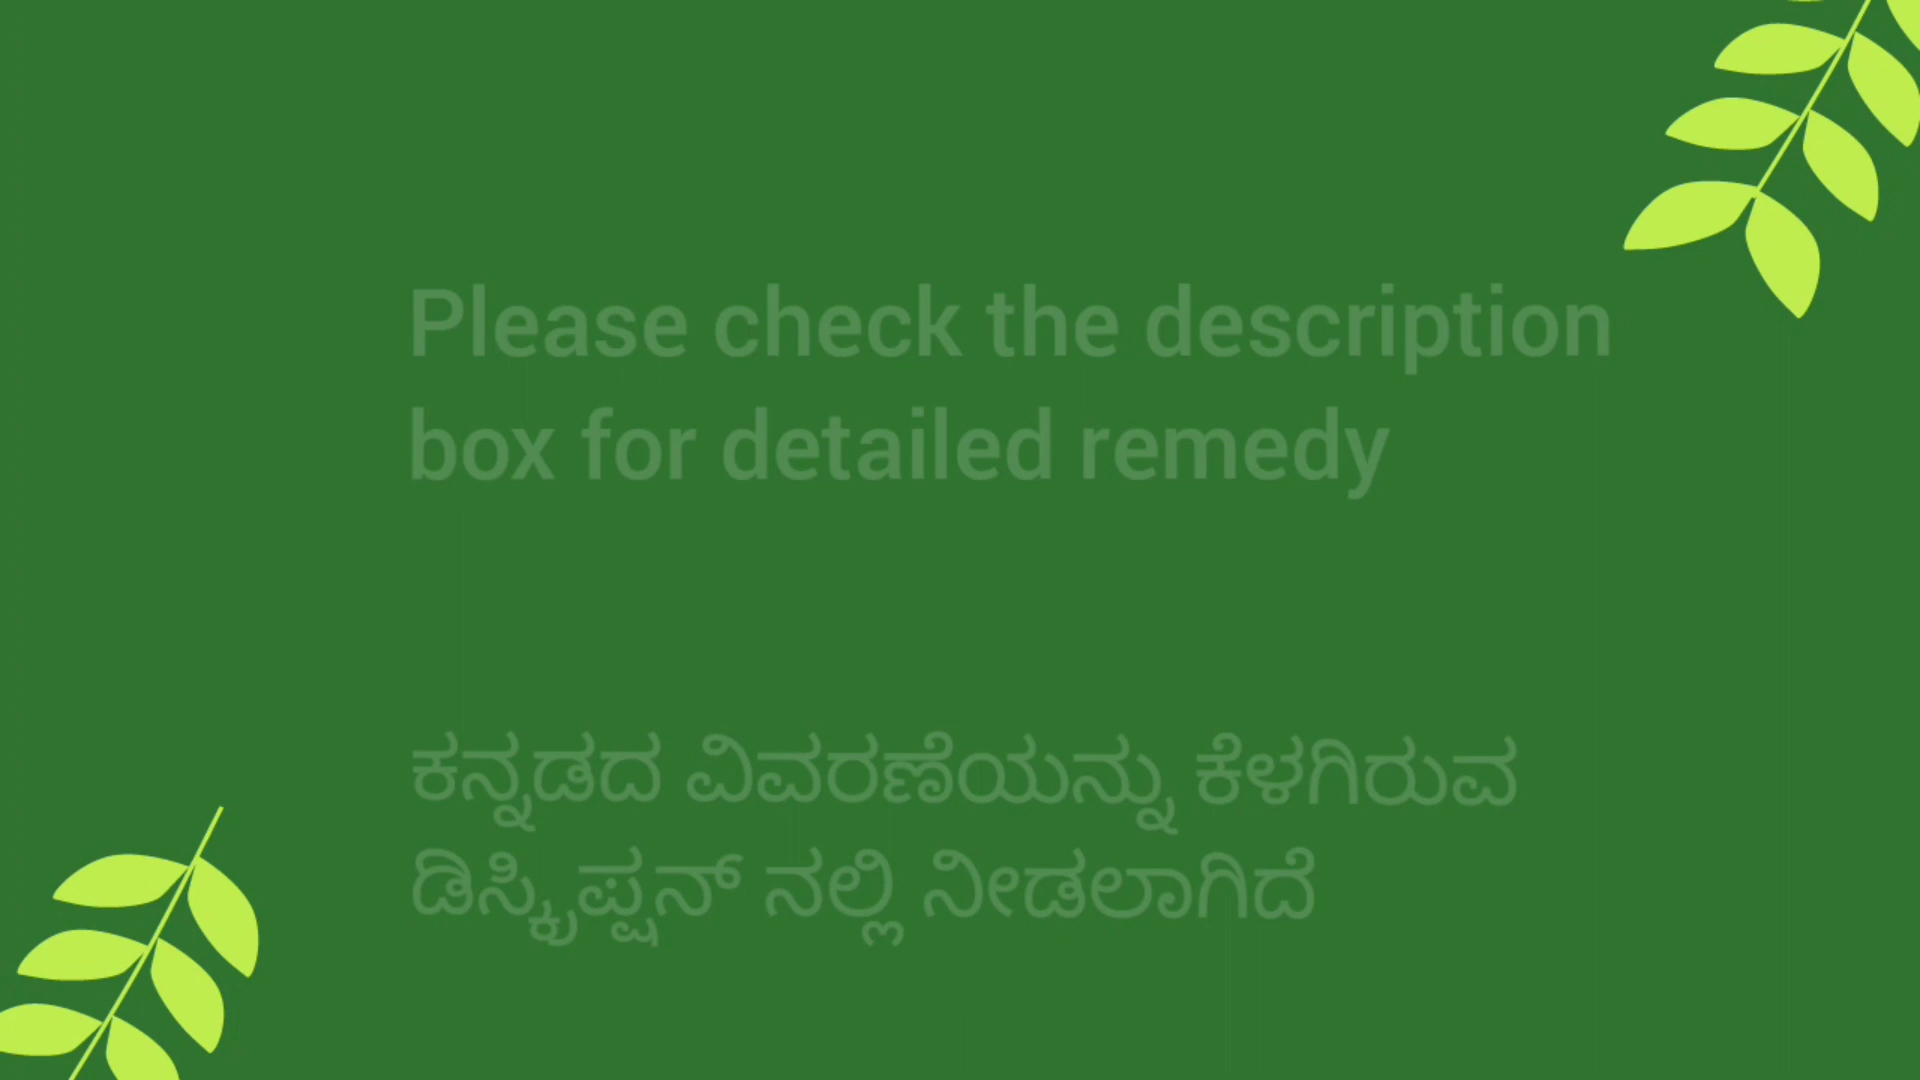 Please check the description
box for detailed remedy
ಕನ್ನಡದ ವಿವರಣೆಯನ್ನು ಕೆಳಗಿರುವ
ಡಿಸ್ಕ್ರಿಪ್ಷನ್ ನಲ್ಲಿ ನೀಡಲಾಗಿದೆ